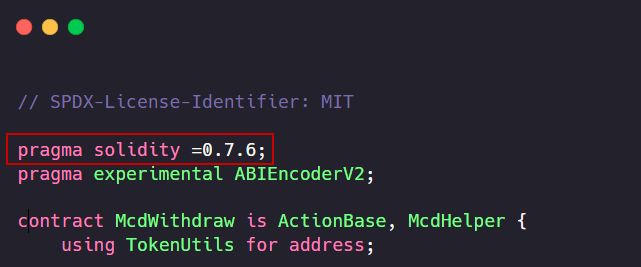 // SPDX-License-Identifier: MIT
pragma solidity =0.7.6;
pragma experimental ABIEncoderV2;
contract McdWithdraw is ActionBase, McdHelper {
using TokenUtils for address;